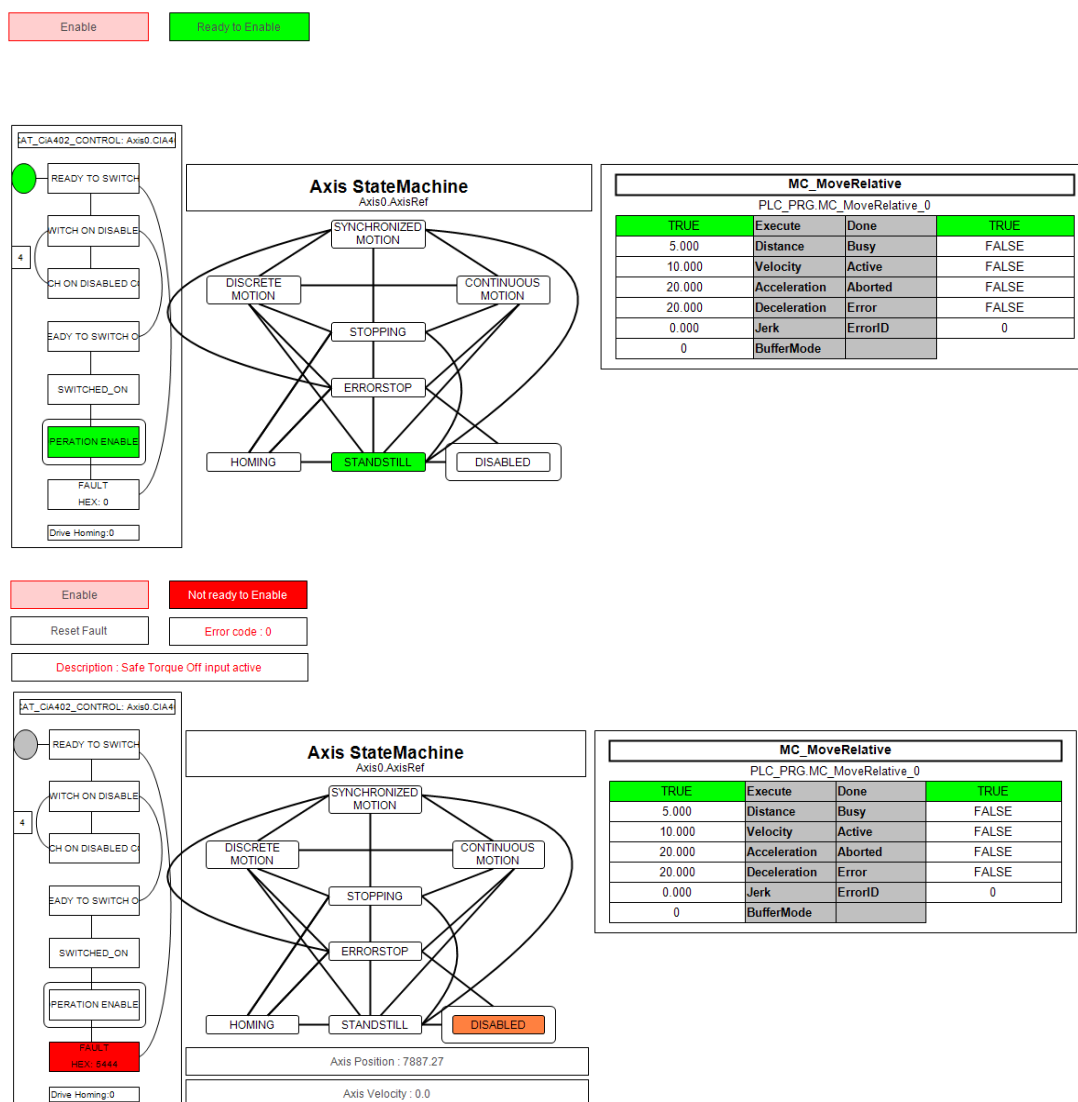 Enable
Ready to Enable
CAT_CiA402_CONTROL: Axis0.CIA4
READY TO SWITCH
WITCH ON DISABLE
4
CH ON DISABLED C
EADY TO SWITCH O
SWITCHED_ON
PERATION ENABLE
FAULT
HEX: 0
Drive Homing:0
Axis StateMachine
Axis0.AxisRef
SYNCHRONIZED
MOTION
DISCRETE
MOTION
CONTINUOUS
MOTION
STOPPING
ERRORSTOP
HOMING
STANDSTILL
DISABLED
MC_MoveRelative
PLC_PRG.MC_MoveRelative_0
TRUE Execute Done TRUE
5.000 Distance Busy FALSE
10.000 Velocity Active FALSE
20.000 Acceleration Aborted FALSE
20.000 Deceleration Error FALSE
0.000 Jerk ErrorID 0
0 BufferMode
Enable
Not ready to Enable
Reset Fault
Error code : 0
Description : Safe Torque Off input active
CAT_CiA402_CONTROL: Axis0.CIA4
READY TO SWITCH
WITCH ON DISABLE
4
CH ON DISABLED C
EADY TO SWITCH O
SWITCHED_ON
PERATION ENABLE
FAULT
HEX: 5444
Drive Homing:0
Axis StateMachine
Axis0.AxisRef
SYNCHRONIZED
MOTION
DISCRETE
MOTION
CONTINUOUS
MOTION
STOPPING
ERRORSTOP
HOMING
STANDSTILL
DISABLED
Axis Position : 7887.27
Axis Velocity : 0.0
MC_MoveRelative
PLC_PRG.MC_MoveRelative_0
TRUE Execute Done TRUE
5.000 Distance Busy FALSE
10.000 Velocity Active FALSE
20.000 Acceleration Aborted FALSE
20.000 Deceleration Error FALSE
0.000 Jerk ErrorID 0
0 BufferMode